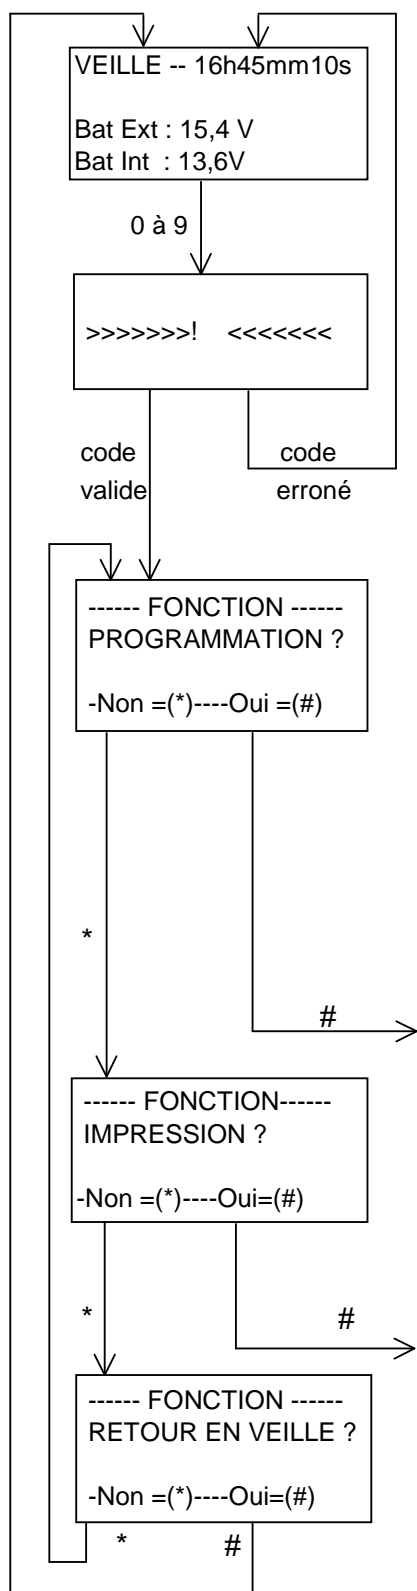 VEILLE -- 16h45mm10s
Bat Ext : 15,4 V
Bat Int : 13,6V
0 à 9
>>>>>>>! <<<<<<<
code
valide
code
erroné
------ FONCTION ------
PROGRAMMATION ?
-Non =(*)----Oui =(#)
*
#
------ FONCTION------
IMPRESSION ?
-Non =(*)----Oui=(#)
*
#
------ FONCTION ------
RETOUR EN VEILLE ?
-Non =(*)----Oui=(#)
* #